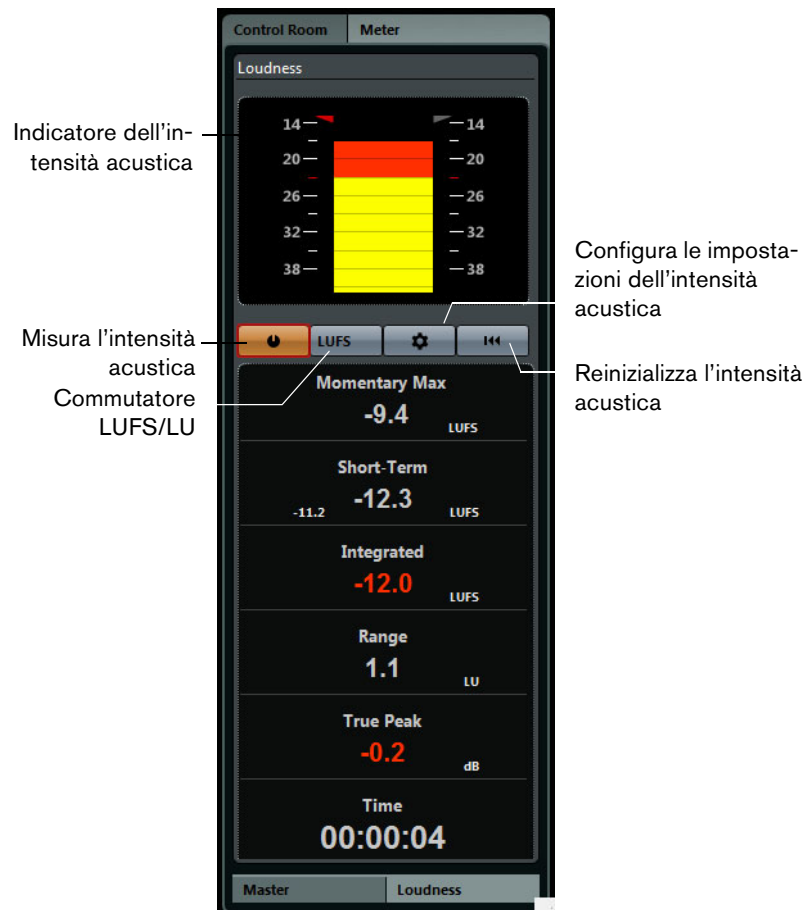 Control Room Meter
Loudness
Indicatore dell'in-
tensità acustica
14 14
20 20
26 26
32 32
38 38
Configura le imposta-
zioni dell'intensità
acustica
Misura l'intensità
acustica
Commutatore
LUFS/LU
LUFS
Reinizializza l'intensità
acustica
Momentary Max
-9.4 LUFS
Short-Term
-11.2 -12.3 LUFS
Integrated
-12.0 LUFS
Range
1.1 LU
True Peak
-0.2 dB
Time
00:00:04
Master Loudness